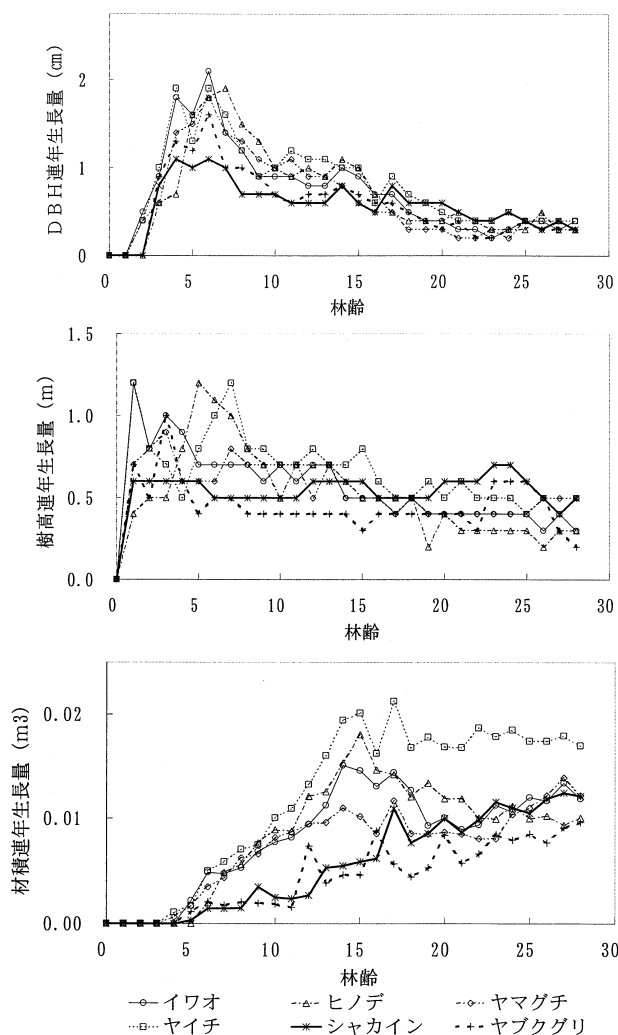 DBH連年生長量 (cm)
2
1
0
0 5 10 15 20 25 30
林齢
樹高連年生長量 (m)
1.5
1.0
0.5
0.0
0 5 10 15 20 25 30
林齢
材積連年生長量 (m3)
0.02
0.01
0.00
0 5 10 15 20 25 30
林齢
イワオ ヒノデ ヤマグチ
ヤイチ シャカイン ヤブクグリ